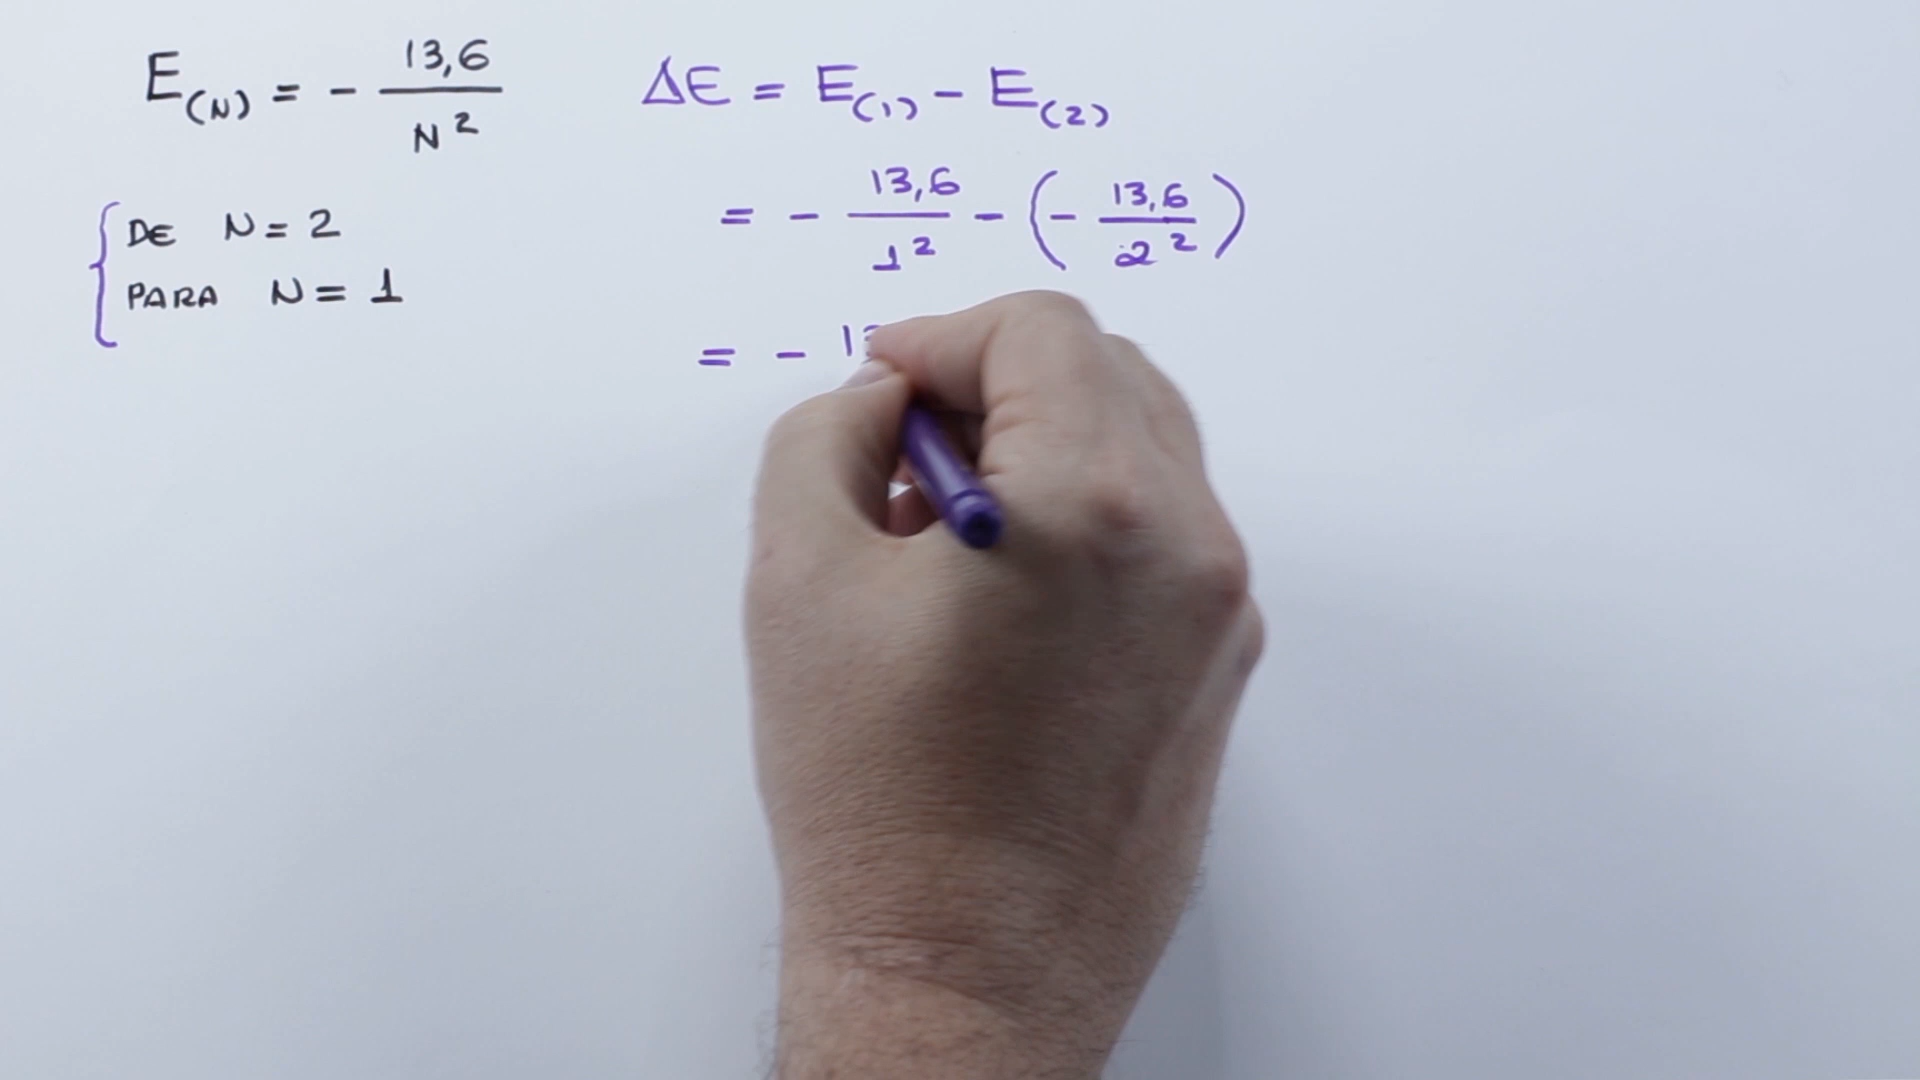 E(N) = - 13,6 / N²
DE N = 2
PARA N = 1
ΔE = E(1) - E(2)
= - 13,6 / 1² - (- 13,6 / 2²)
= - 1